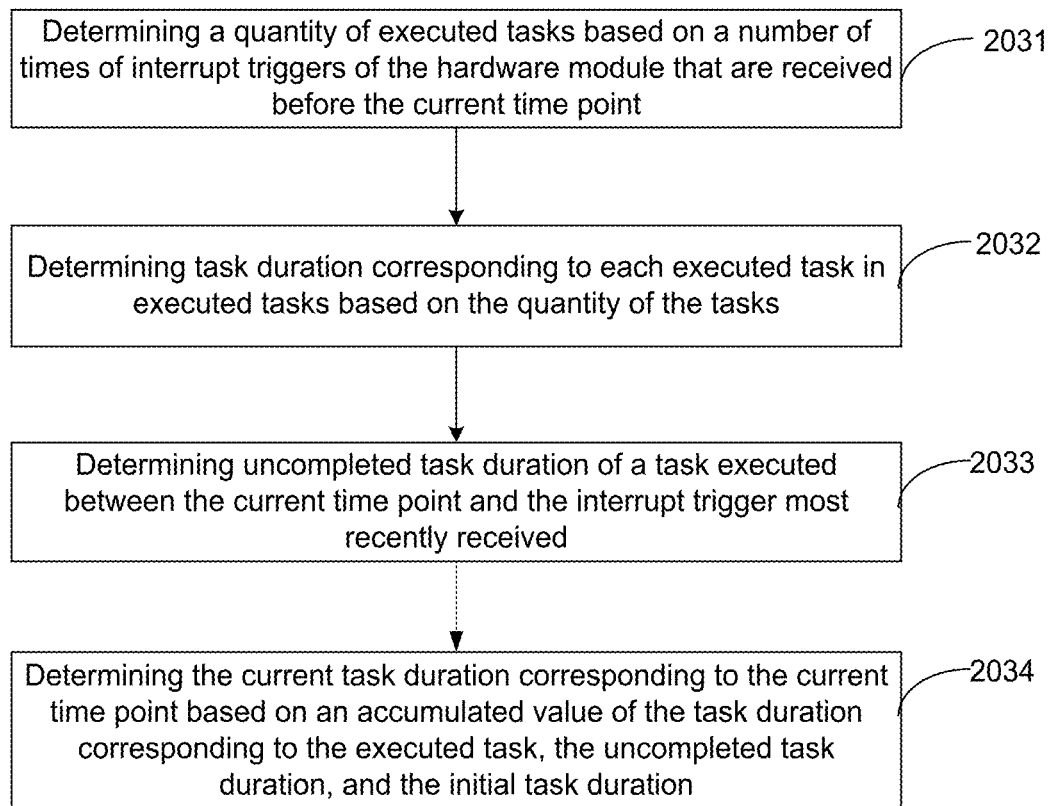 Determining a quantity of executed tasks based on a number of
times of interrupt triggers of the hardware module that are received
before the current time point
2031
Determining task duration corresponding to each executed task in
executed tasks based on the quantity of the tasks
2032
Determining uncompleted task duration of a task executed
between the current time point and the interrupt trigger most
recently received
2033
Determining the current task duration corresponding to the current
time point based on an accumulated value of the task duration
corresponding to the executed task, the uncompleted task
duration, and the initial task duration
2034